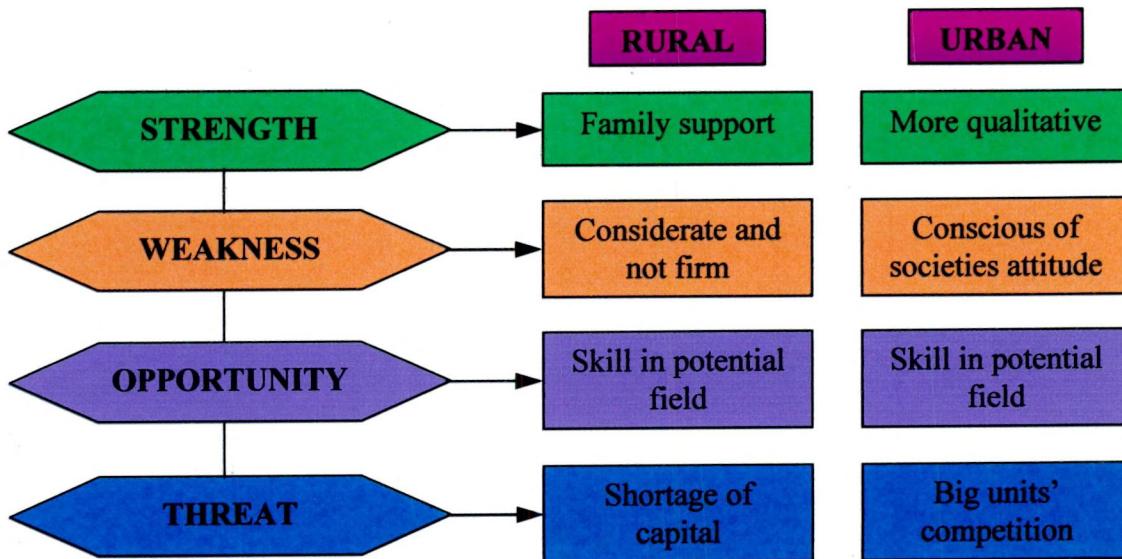 RURAL
URBAN
STRENGTH
Family support
More qualitative
WEAKNESS
Considerate and
not firm
Conscious of
societies attitude
OPPORTUNITY
Skill in potential
field
Skill in potential
field
THREAT
Shortage of
capital
Big units’
competition